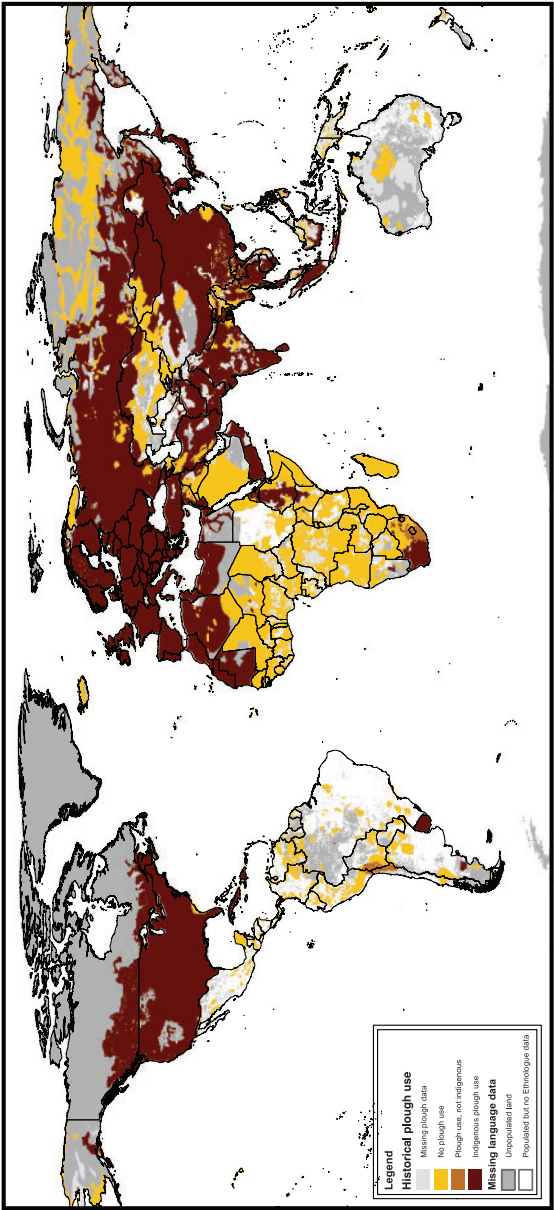 Legend
Historical plough use
Missing plough data
No plough use
Plough use, not indigenous
Indigenous plough use
Missing language data
Unpopulated land
Populated but no Ethnologue data